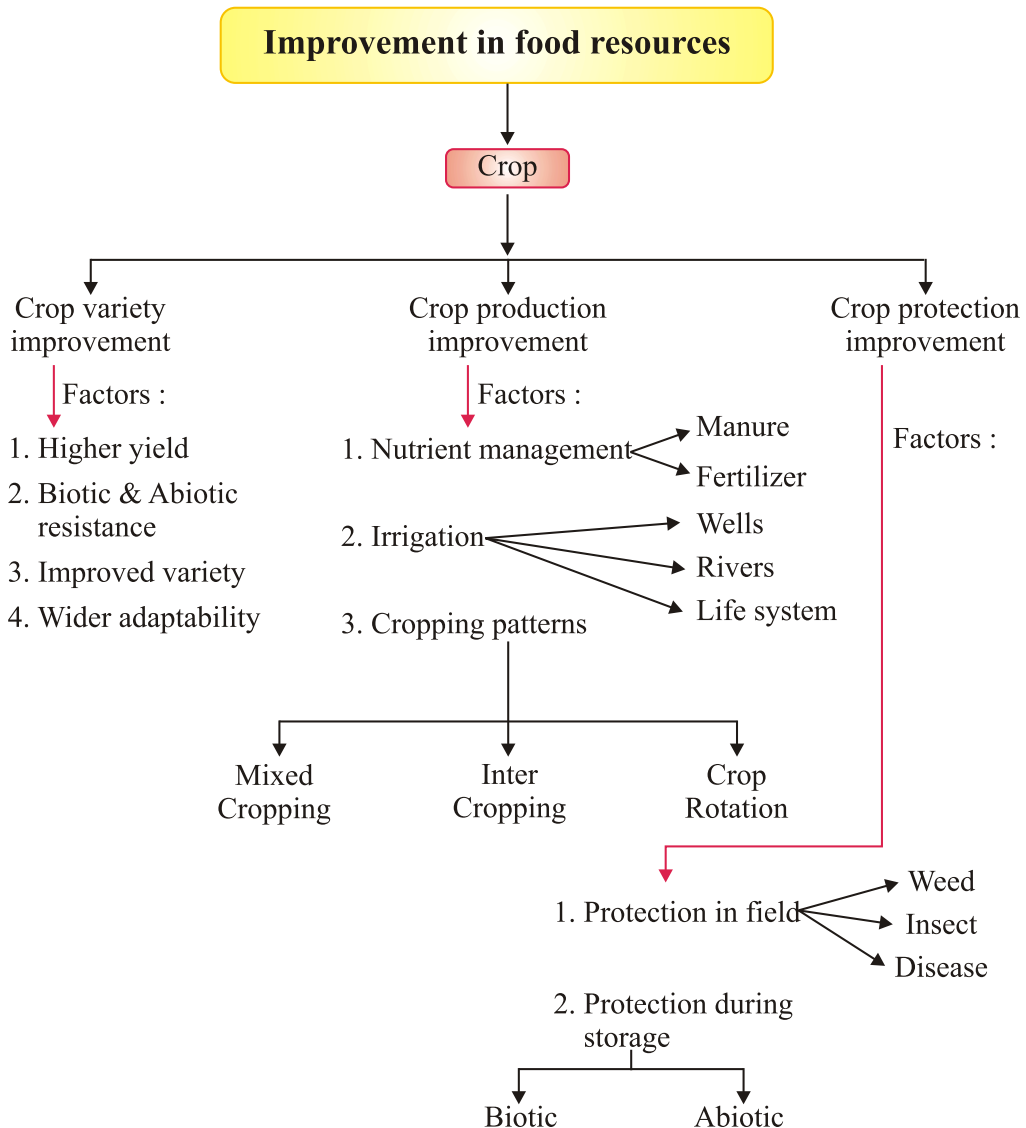 Improvement in food resources
Crop
Crop variety
improvement
Factors :
1. Higher yield
2. Biotic & Abiotic
resistance
3. Improved variety
4. Wider adaptability
Crop production
improvement
Factors :
1. Nutrient management
Manure
Fertilizer
2. Irrigation
Wells
Rivers
Life system
3. Cropping patterns
Mixed
Cropping
Inter
Cropping
Crop
Rotation
Crop protection
improvement
Factors :
1. Protection in field
Weed
Insect
Disease
2. Protection during
storage
Biotic
Abiotic